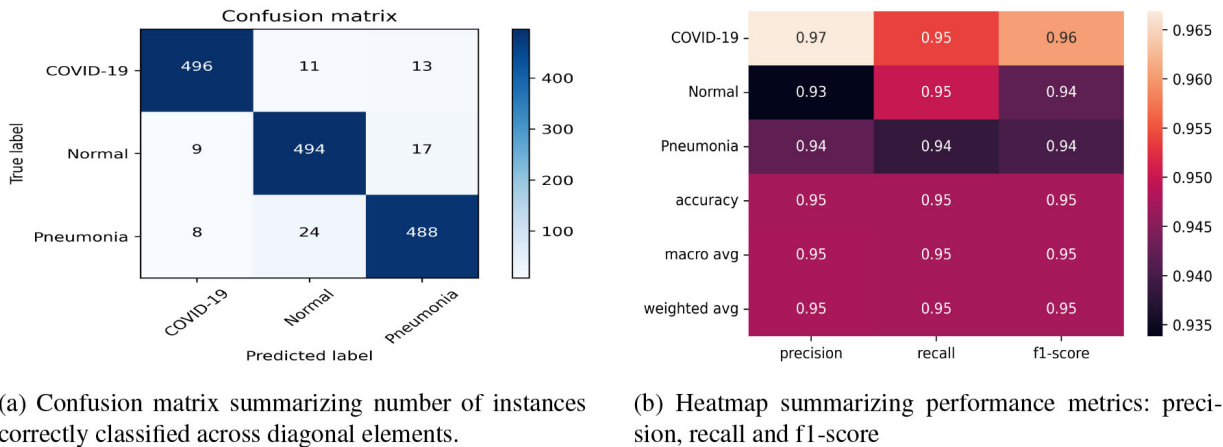 Confusion matrix
True label
COVID-19 496 11 13
Normal 9 494 17
Pneumonia 8 24 488
COVID-19 Normal Pneumonia
Predicted label
400
300
200
100
COVID-19 0.97 0.95 0.96
Normal 0.93 0.95 0.94
Pneumonia 0.94 0.94 0.94
accuracy 0.95 0.95 0.95
macro avg 0.95 0.95 0.95
weighted avg 0.95 0.95 0.95
precision recall f1-score
0.965
0.960
0.955
0.950
0.945
0.940
0.935
(a) Confusion matrix summarizing number of instances
correctly classified across diagonal elements.
(b) Heatmap summarizing performance metrics: preci-
sion, recall and f1-score